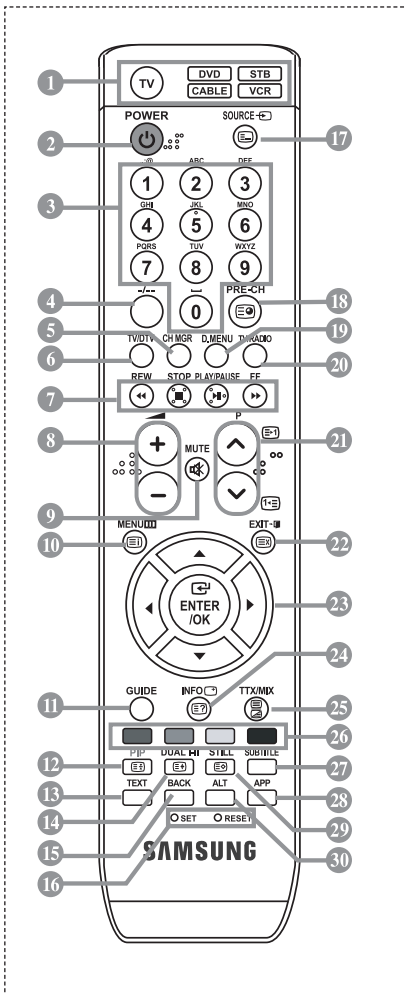 1 TV DVD STB
CABLE VCR
POWER SOURCE
2 17
.@ ABC DEF
3 1 2 3
GHI JKL MNO
4 5 6
PQRS TUV WXYZ
7 8 9
-/-- PRE-CH
4 0 18
5 CH MGR D.MENU 19
6 TV/DTV TV/RADIO 20
REW STOP PLAY/PAUSE FF
7
P
8 + 21
MUTE
9 −
MENU EXIT
10 22
ENTER 23
/OK
24
GUIDE INFO TTX/MIX
11 25
26
PIP DUAL I-II STILL SUBTITLE
12 27
TEXT BACK ALT APP
13 28
14 29
15 SET RESET 30
16 SAMSUNG